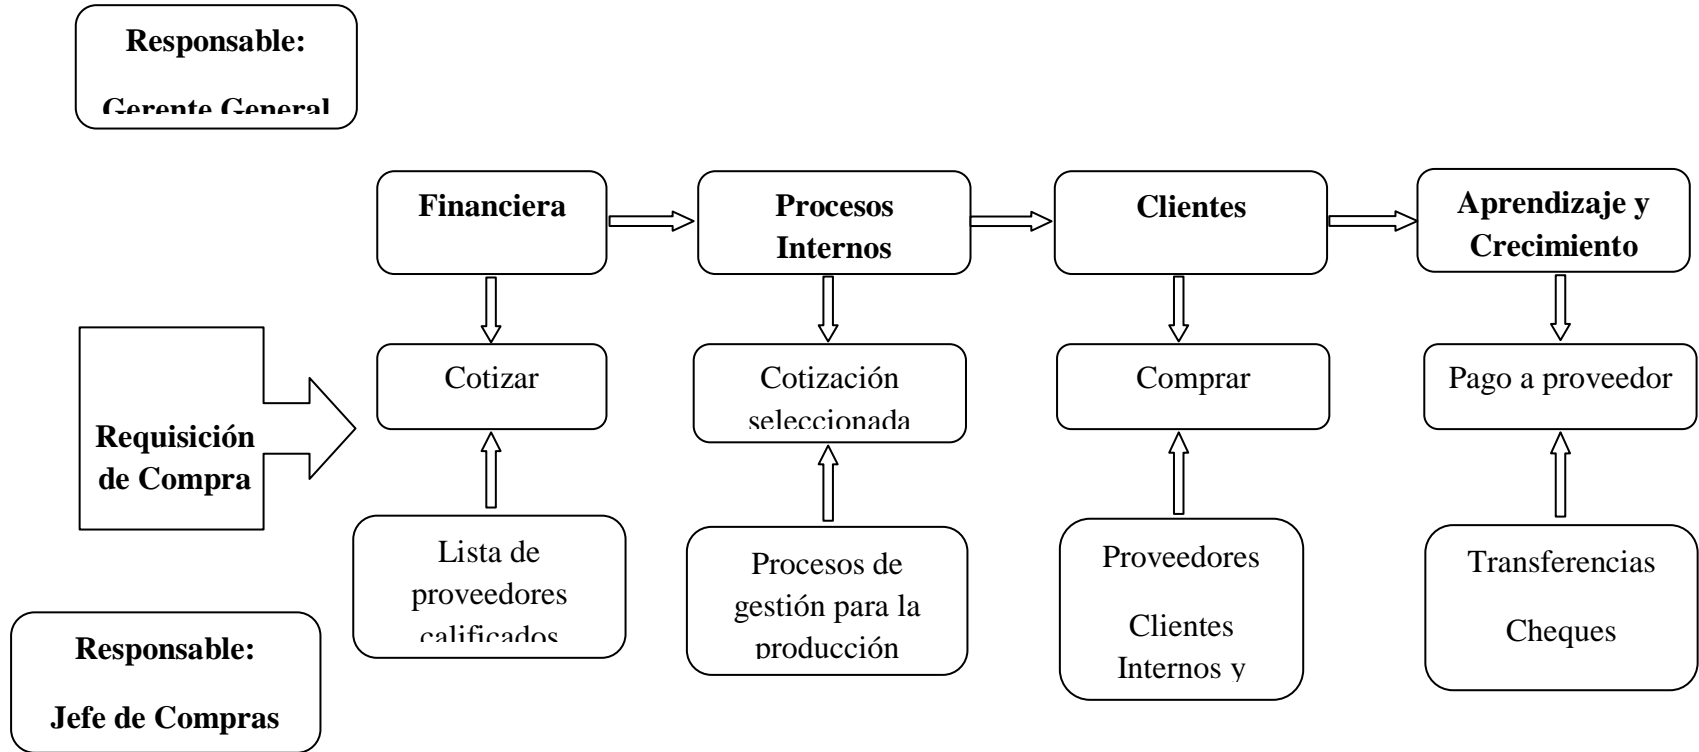 Responsable:
Gerente General
Financiera
Procesos
Internos
Clientes
Aprendizaje y
Crecimiento
Requisición
de Compra
Cotizar
Cotización
seleccionada
Comprar
Pago a proveedor
Lista de
proveedores
calificados
Procesos de
gestión para la
producción
Proveedores
Clientes
Internos y
Transferencias
Cheques
Responsable:
Jefe de Compras